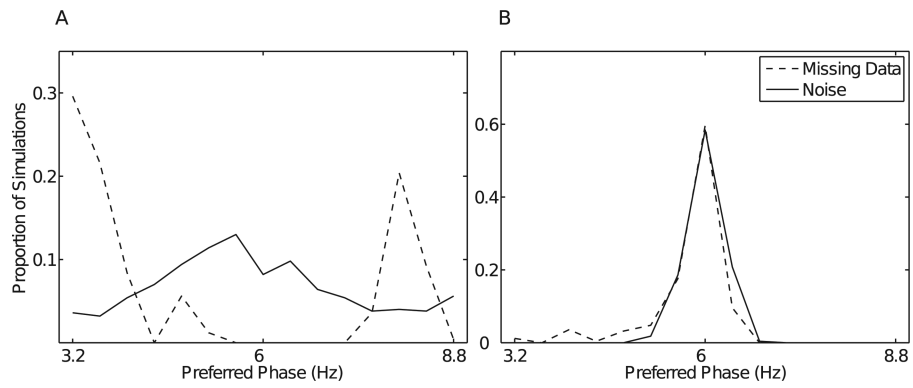 A
B
Proportion of Simulations
0.3
0.2
0.1
3.2
6
8.8
Preferred Phase (Hz)
Missing Data
Noise
0.6
0.4
0.2
0
3.2
6
8.8
Preferred Phase (Hz)